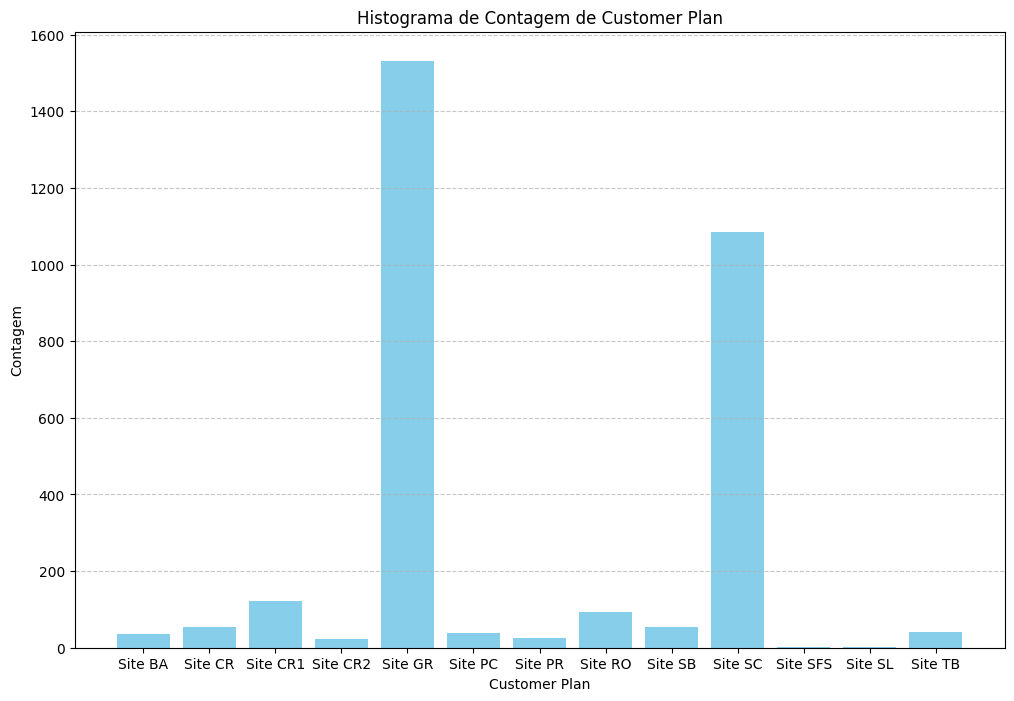 Histograma de Contagem de Customer Plan
1600
1400
1200
1000
800
600
400
200
0
Contagem
Site BA Site CR Site CR1 Site CR2 Site GR Site PC Site PR Site RO Site SB Site SC Site SFS Site SL Site TB
Customer Plan